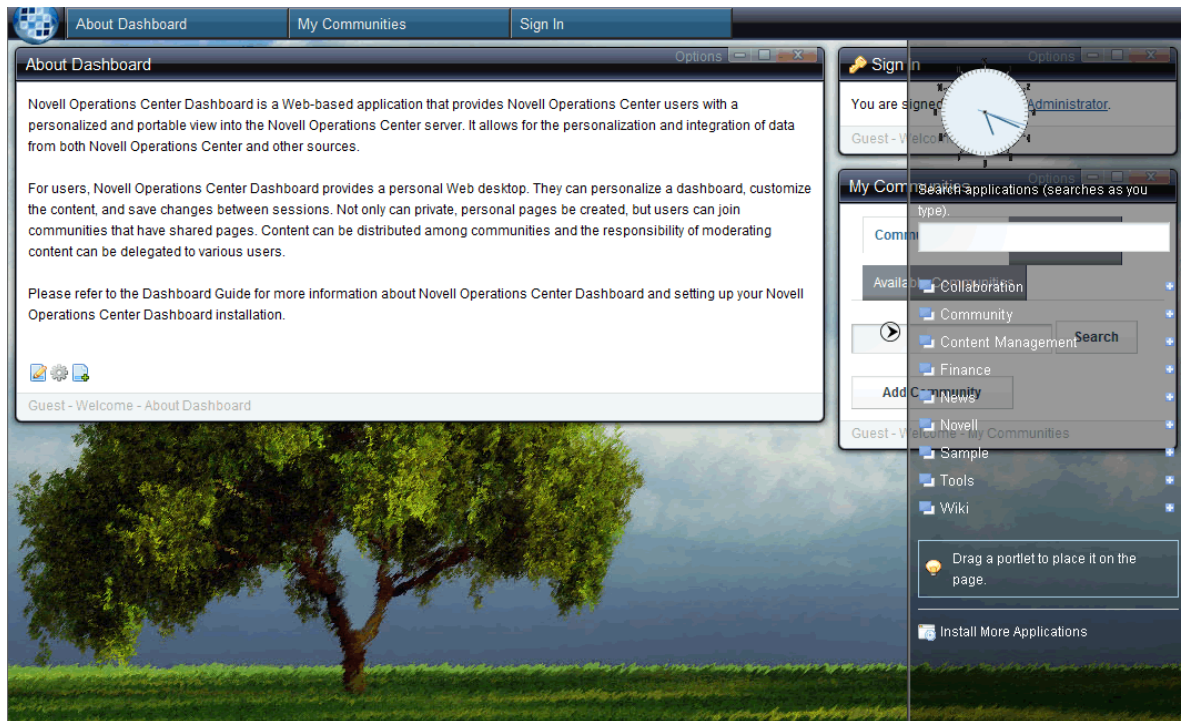 About Dashboard My Communities Sign In
About Dashboard Options
Novell Operations Center Dashboard is a Web-based application that provides Novell Operations Center users with a
personalized and portable view into the Novell Operations Center server. It allows for the personalization and integration of data
from both Novell Operations Center and other sources.
For users, Novell Operations Center Dashboard provides a personal Web desktop. They can personalize a dashboard, customize
the content, and save changes between sessions. Not only can private, personal pages be created, but users can join
communities that have shared pages. Content can be distributed among communities and the responsibility of moderating
content can be delegated to various users.
Please refer to the Dashboard Guide for more information about Novell Operations Center Dashboard and setting up your Novell
Operations Center Dashboard installation.
Guest - Welcome - About Dashboard
Sign In Options
You are signed Administrator.
Guest - Welcome
My Communities Options
Available Communities
Search
Add Community
Guest - Welcome - My Communities
Search applications (searches as you
type).
Collaboration
Community
Content Management
Finance
News
Novell
Sample
Tools
Wiki
Drag a portlet to place it on the
page.
Install More Applications